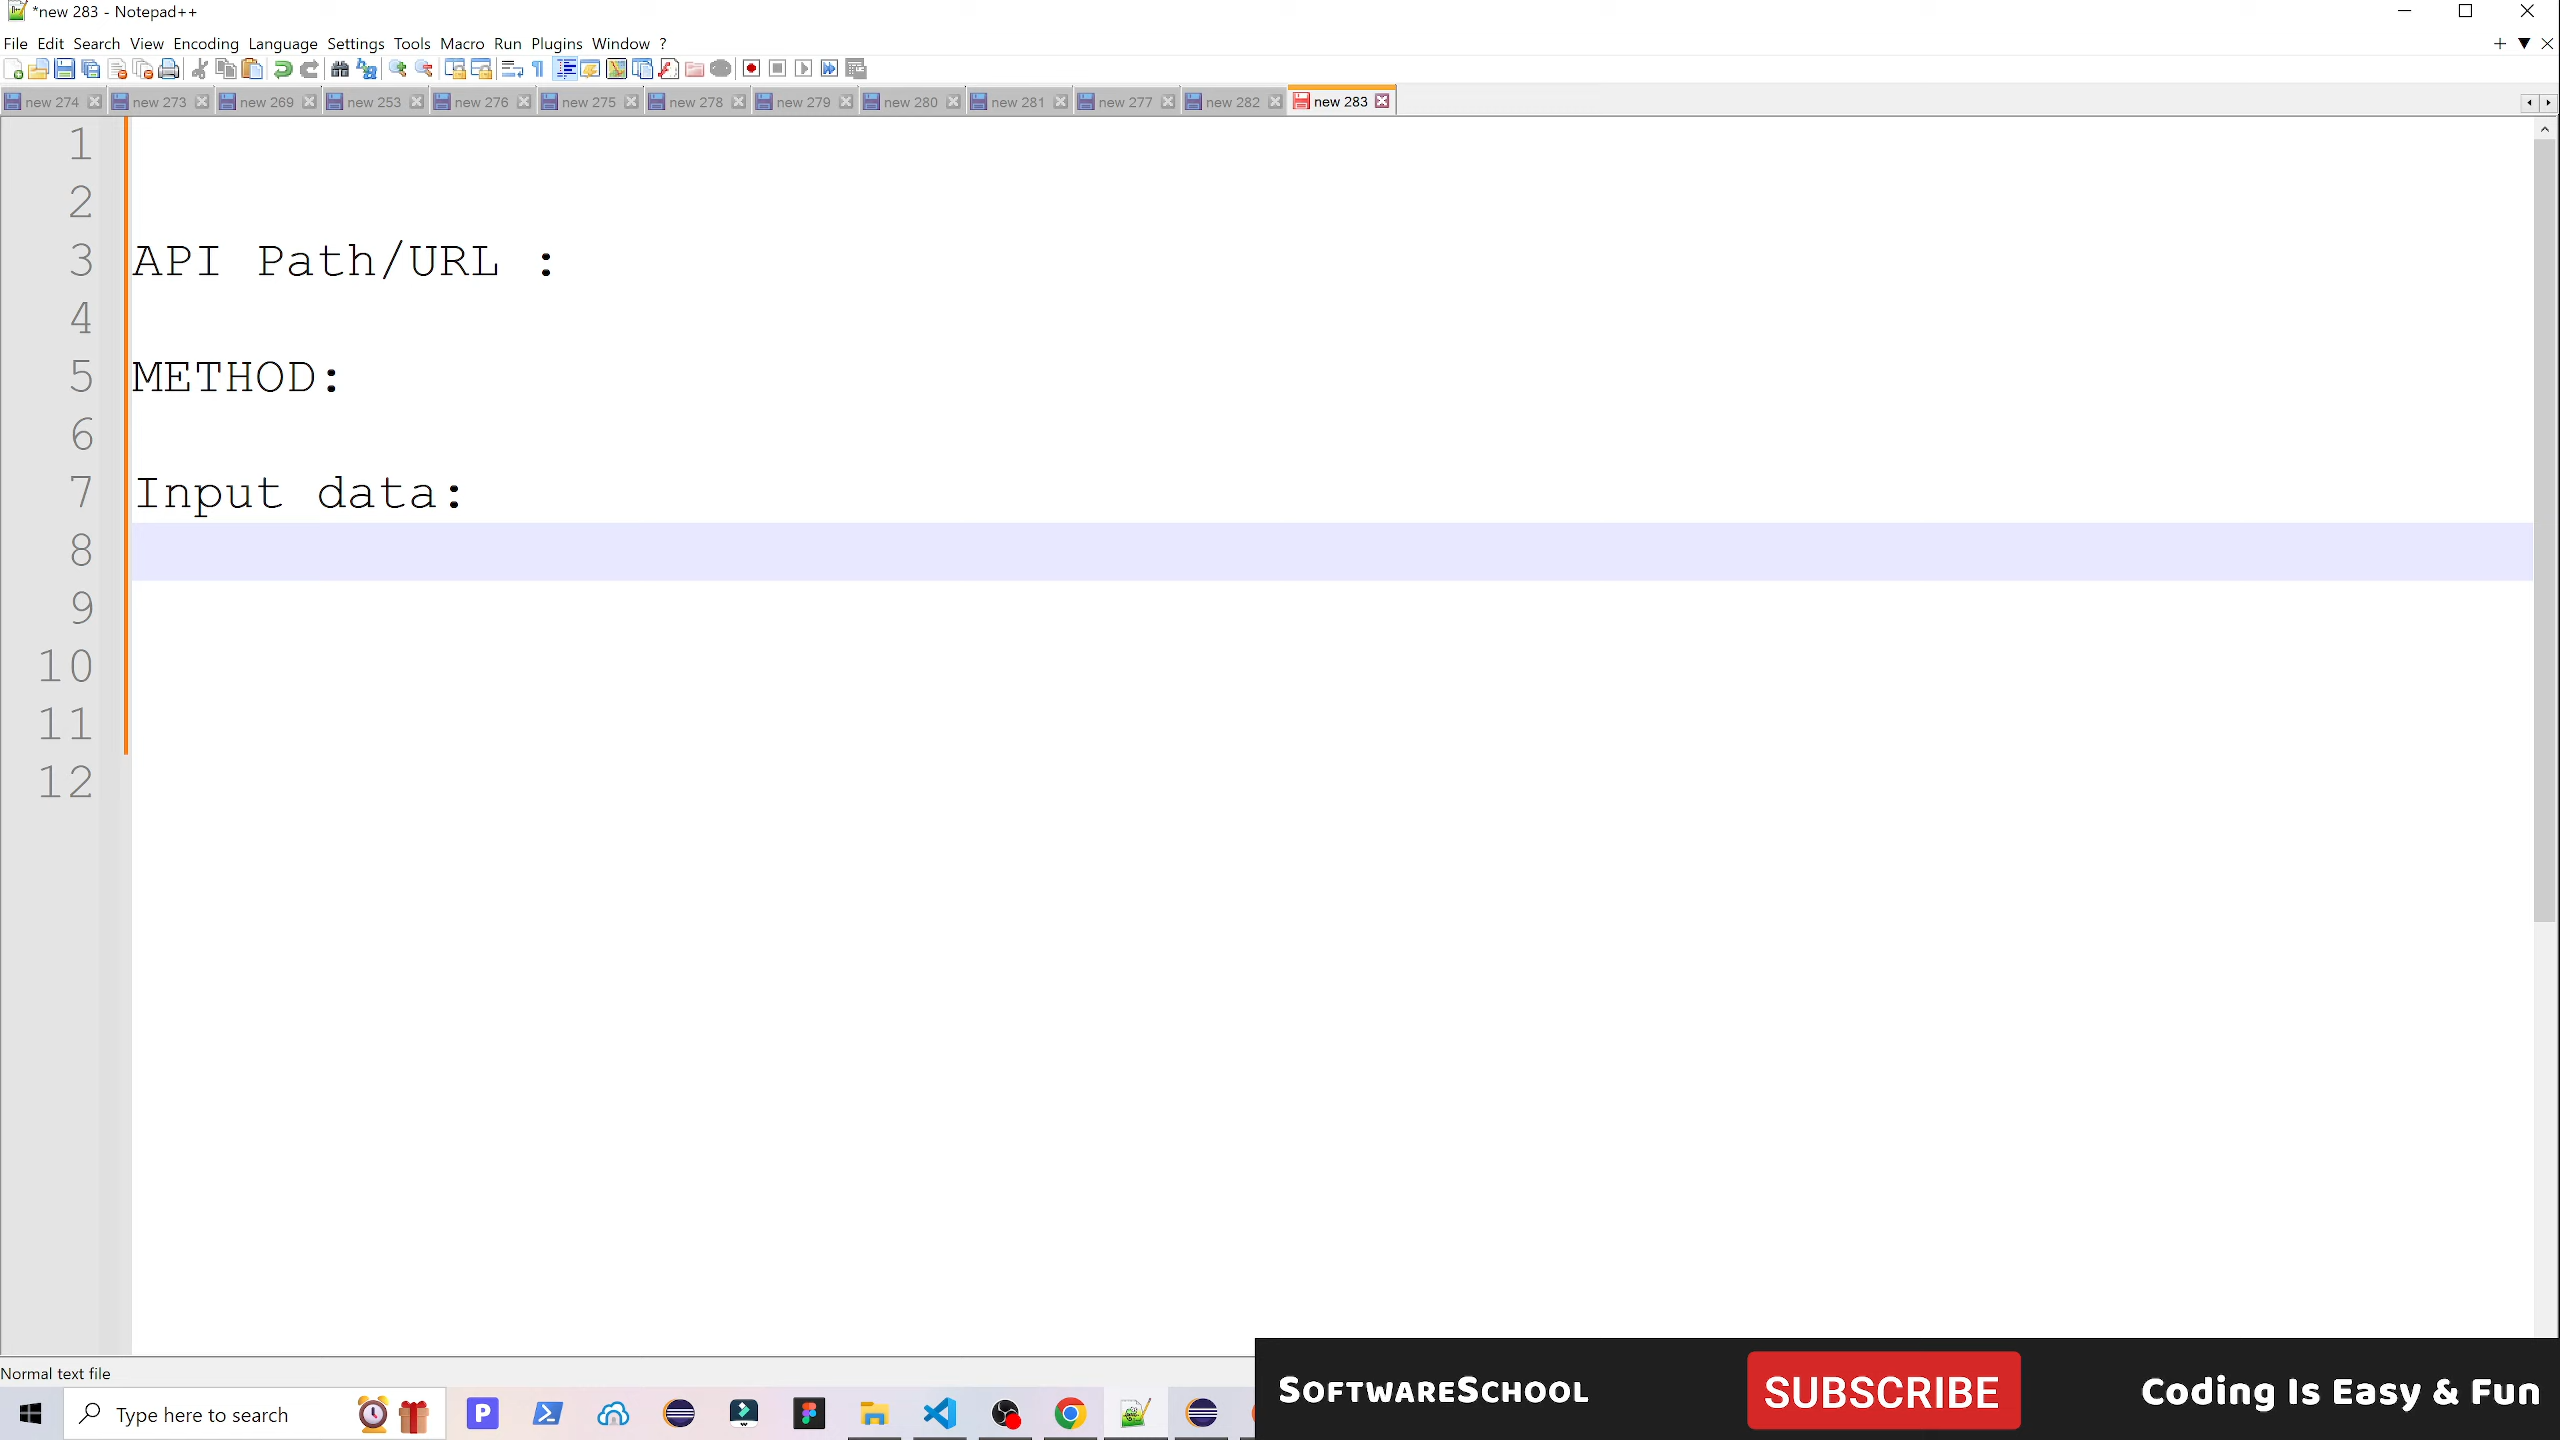 *new 283 - Notepad++
File Edit Search View Encoding Language Settings Tools Macro Run Plugins Window ?
new 274 new 273 new 269 new 253 new 276 new 275 new 278 new 279 new 280 new 281 new 277 new 282 new 283
1
2
3 API Path/URL :
4
5 METHOD:
6
7 Input data:
8
9
10
11
12
Normal text file
Type here to search
SOFTWARESCHOOL SUBSCRIBE Coding Is Easy & Fun